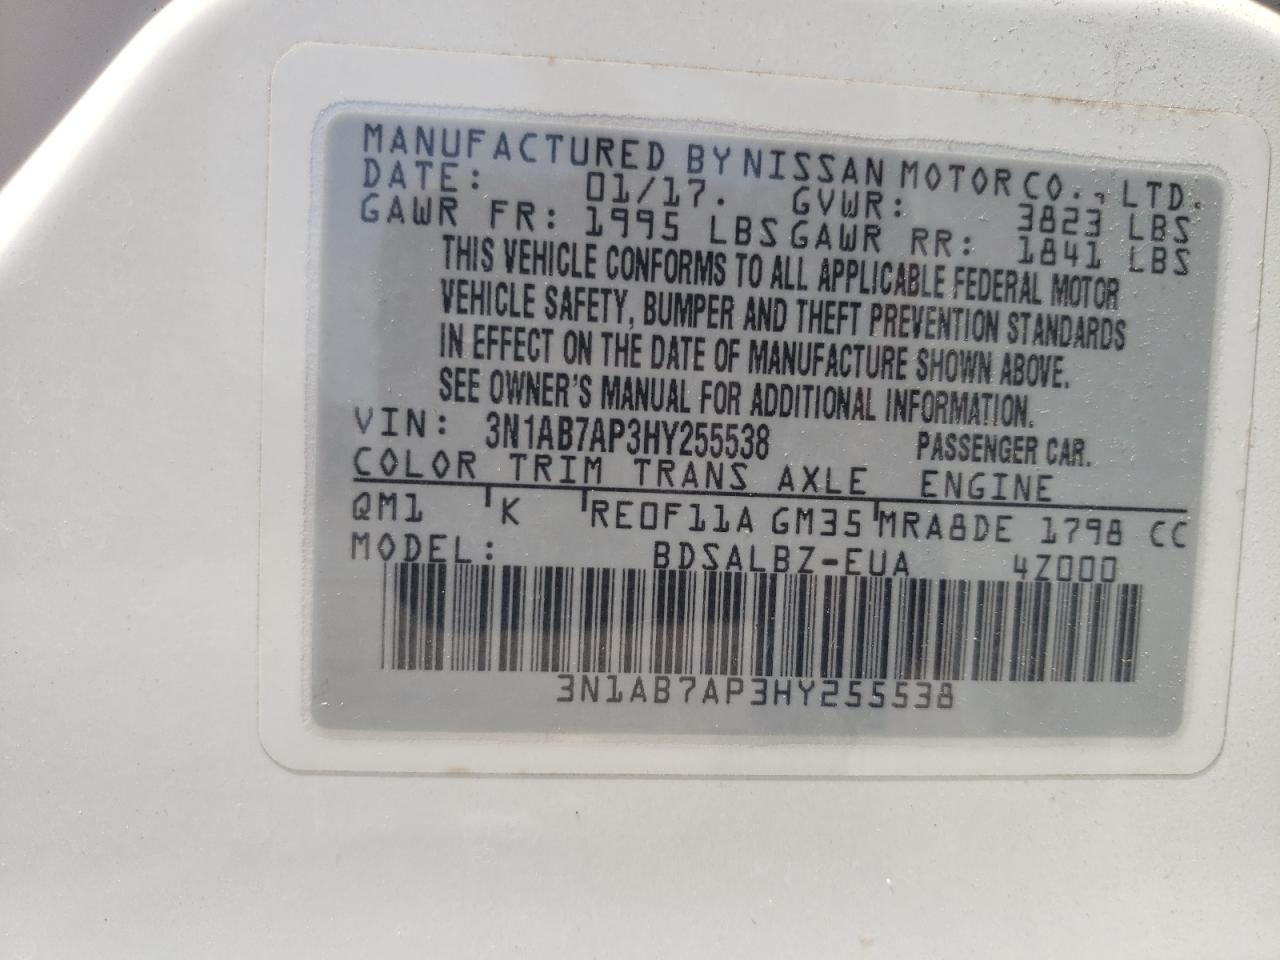 MANUFACTURED BY NISSAN MOTOR CO., LTD.
DATE: 01/17. GVWR: 3823 LBS
GAWR FR: 1995 LBS GAWR RR: 1841 LBS
THIS VEHICLE CONFORMS TO ALL APPLICABLE FEDERAL MOTOR
VEHICLE SAFETY, BUMPER AND THEFT PREVENTION STANDARDS
IN EFFECT ON THE DATE OF MANUFACTURE SHOWN ABOVE.
SEE OWNER'S MANUAL FOR ADDITIONAL INFORMATION.
VIN: 3N1AB7AP3HY255538 PASSENGER CAR.
COLOR TRIM TRANS AXLE ENGINE
QM1 K RE0F11A GM35 MRA8DE 1798 CC
MODEL: BDSALBZ-EUA 4Z000
3N1AB7AP3HY255538